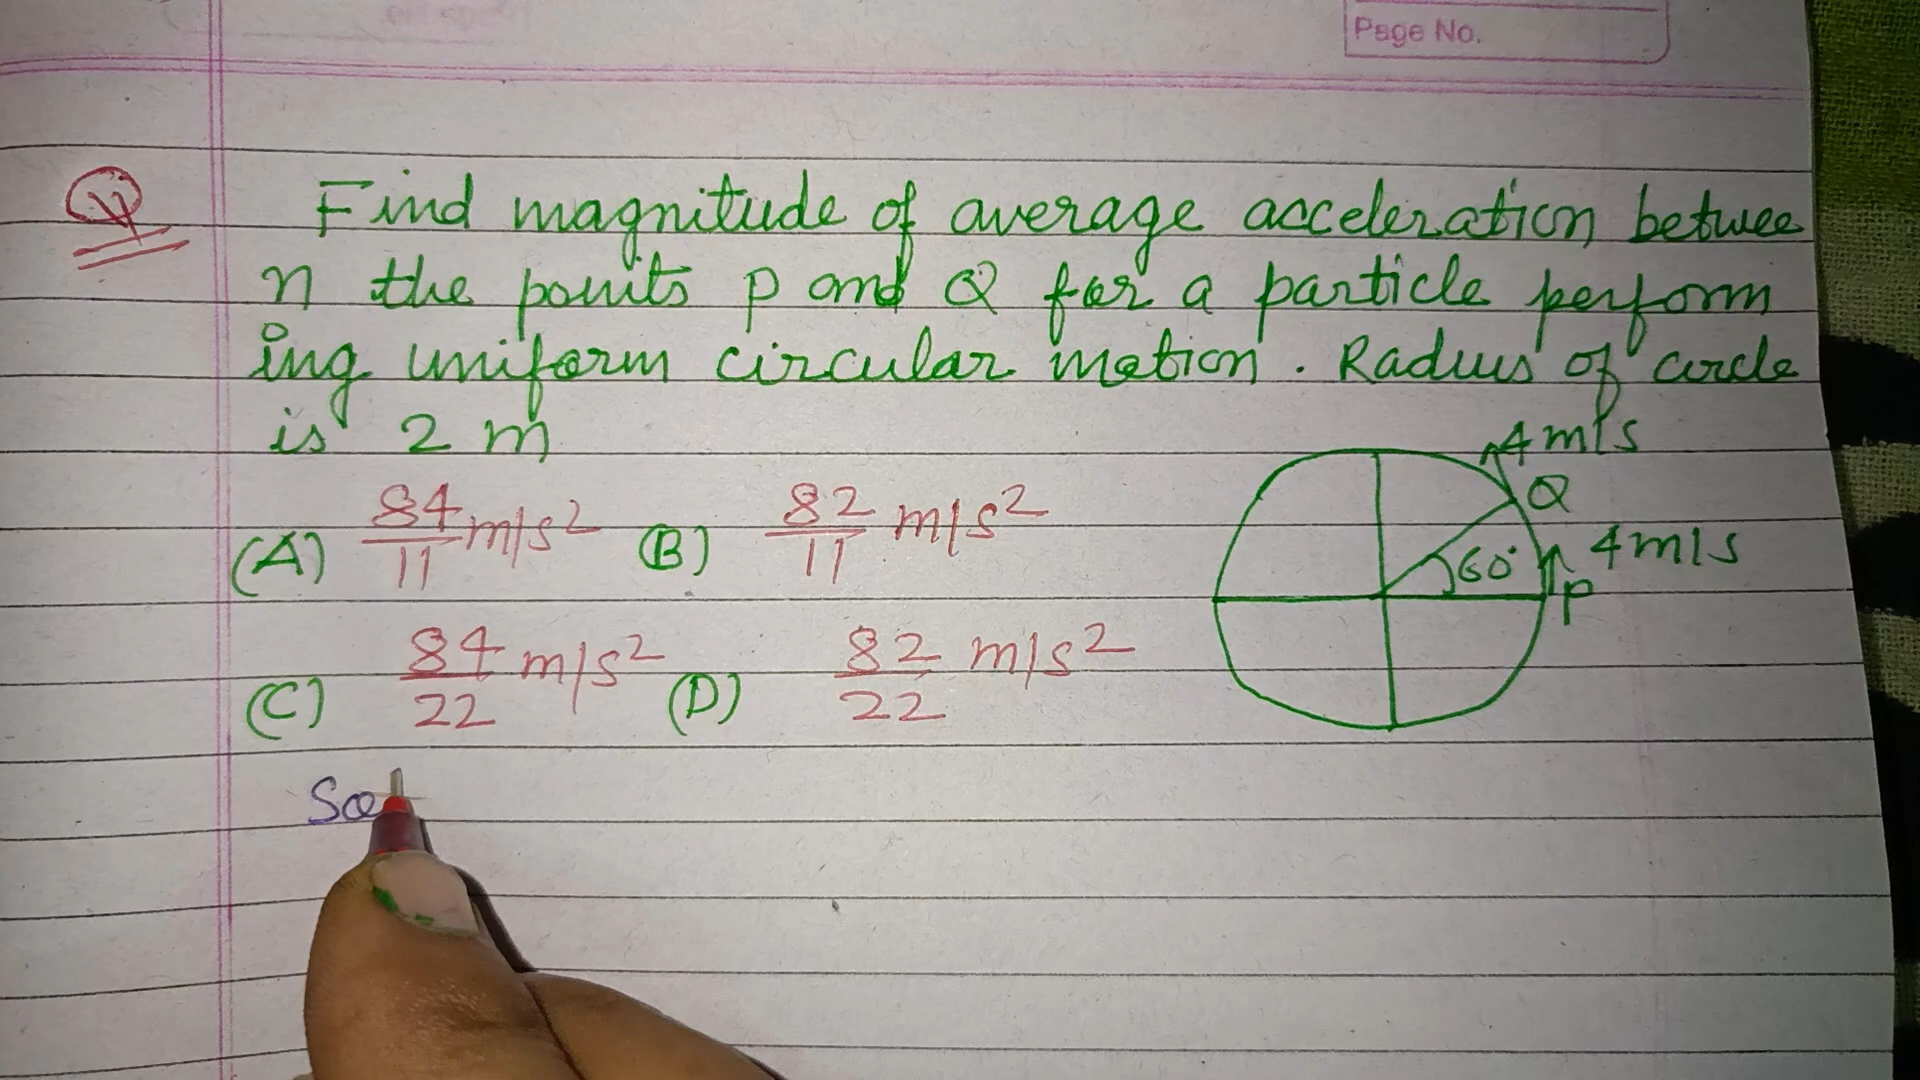 Page No.
Q Find magnitude of average acceleration betwee
n the points P and Q for a particle perform
ing uniform circular motion. Radius of circle
is 2 m
(A) 84/11 m/s² (B) 82/11 m/s²
(C) 84/22 m/s² (D) 82/22 m/s²
4 m/s
Q
60° 4 m/s
P
So